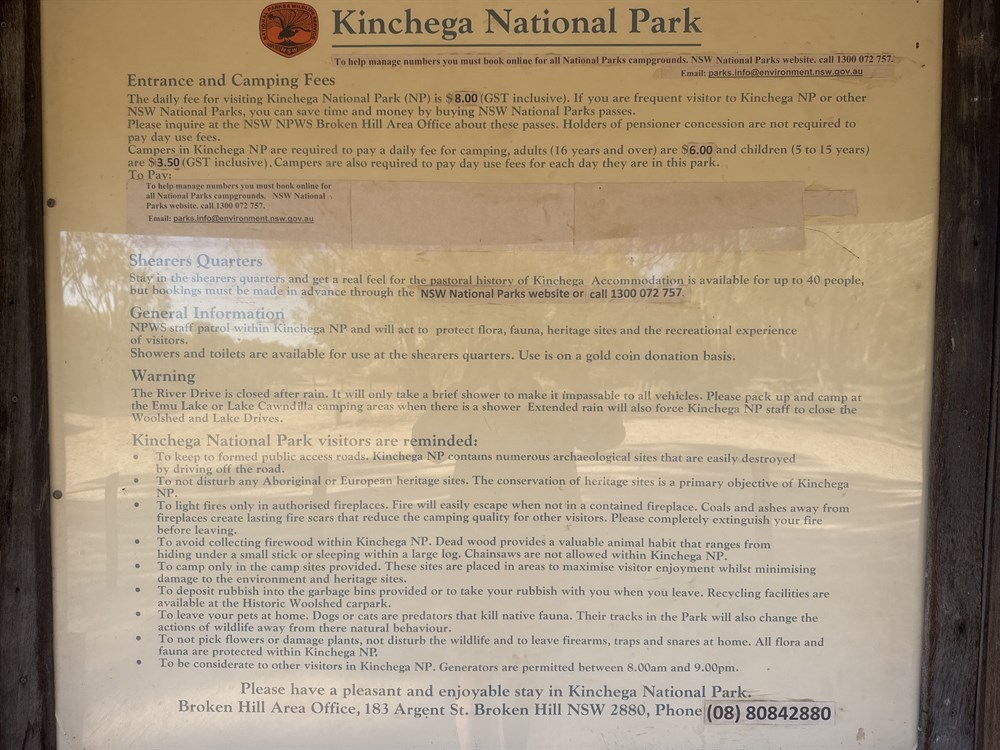 Kinchega National Park
To help manage numbers you must book online for all National Parks campgrounds. NSW National Parks website. call 1300 072 757.
Email: parks.info@environment.nsw.gov.au
Entrance and Camping Fees
The daily fee for visiting Kinchega National Park (NP) is $8.00 (GST inclusive). If you are frequent visitor to Kinchega NP or other
NSW National Parks, you can save time and money by buying NSW National Parks passes.
Please inquire at the NSW NPWS Broken Hill Area Office about these passes. Holders of pensioner concession are not required to
pay day use fees.
Campers in Kinchega NP are required to pay a daily fee for camping, adults (16 years and over) are $6.00 and children (5 to 15 years)
are $3.50 (GST inclusive). Campers are also required to pay day use fees for each day they are in this park.
To Pay:
To help manage numbers you must book online for
all National Parks campgrounds. NSW National
Parks website. call 1300 072 757.
Email: parks.info@environment.nsw.gov.au
Shearers Quarters
Stay in the shearers quarters and get a real feel for the pastoral history of Kinchega Accommodation is available for up to 40 people,
but bookings must be made in advance through the NSW National Parks website or call 1300 072 757.
General Information
NPWS staff patrol within Kinchega NP and will act to protect flora, fauna, heritage sites and the recreational experience
of visitors.
Showers and toilets are available for use at the shearers quarters. Use is on a gold coin donation basis.
Warning
The River Drive is closed after rain. It will only take a brief shower to make it impassable to all vehicles. Please pack up and camp at
the Emu Lake or Lake Cawndilla camping areas when there is a shower Extended rain will also force Kinchega NP staff to close the
Woolshed and Lake Drives.
Kinchega National Park visitors are reminded:
• To keep to formed public access roads. Kinchega NP contains numerous archaeological sites that are easily destroyed
by driving off the road.
• To not disturb any Aboriginal or European heritage sites. The conservation of heritage sites is a primary objective of Kinchega
NP.
• To light fires only in authorised fireplaces. Fire will easily escape when not in a contained fireplace. Coals and ashes away from
fireplaces create lasting fire scars that reduce the camping quality for other visitors. Please completely extinguish your fire
before leaving.
• To avoid collecting firewood within Kinchega NP. Dead wood provides a valuable animal habit that ranges from
hiding under a small stick or sleeping within a large log. Chainsaws are not allowed within Kinchega NP.
• To camp only in the camp sites provided. These sites are placed in areas to maximise visitor enjoyment whilst minimising
damage to the environment and heritage sites.
• To deposit rubbish into the garbage bins provided or to take your rubbish with you when you leave. Recycling facilities are
available at the Historic Woolshed carpark.
• To leave your pets at home. Dogs or cats are predators that kill native fauna. Their tracks in the Park will also change the
actions of wildlife away from there natural behaviour.
• To not pick flowers or damage plants, not disturb the wildlife and to leave firearms, traps and snares at home. All flora and
fauna are protected within Kinchega NP.
• To be considerate to other visitors in Kinchega NP. Generators are permitted between 8.00am and 9.00pm.
Please have a pleasant and enjoyable stay in Kinchega National Park.
Broken Hill Area Office, 183 Argent St. Broken Hill NSW 2880, Phone (08) 80842880